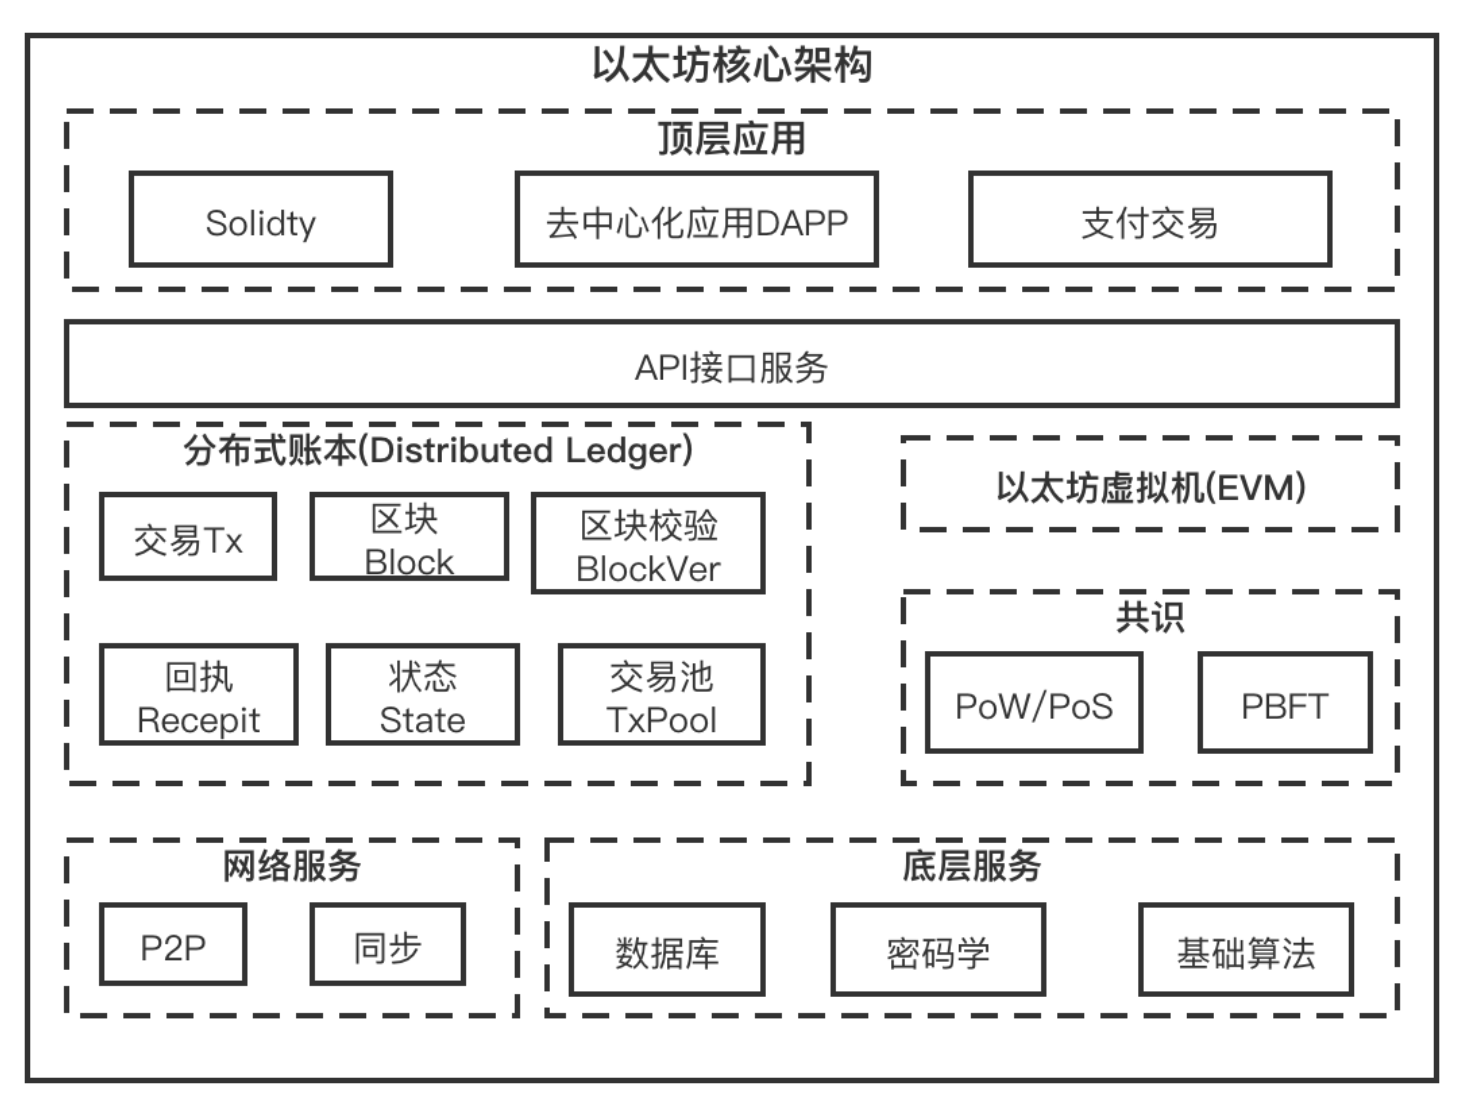 以太坊核心架构
顶层应用
Solidty
去中心化应用DAPP
支付交易
API接口服务
分布式账本(Distributed Ledger)
交易Tx
区块
Block
区块校验
BlockVer
回执
Recepit
状态
State
交易池
TxPool
以太坊虚拟机(EVM)
共识
PoW/PoS
PBFT
网络服务
P2P
同步
底层服务
数据库
密码学
基础算法